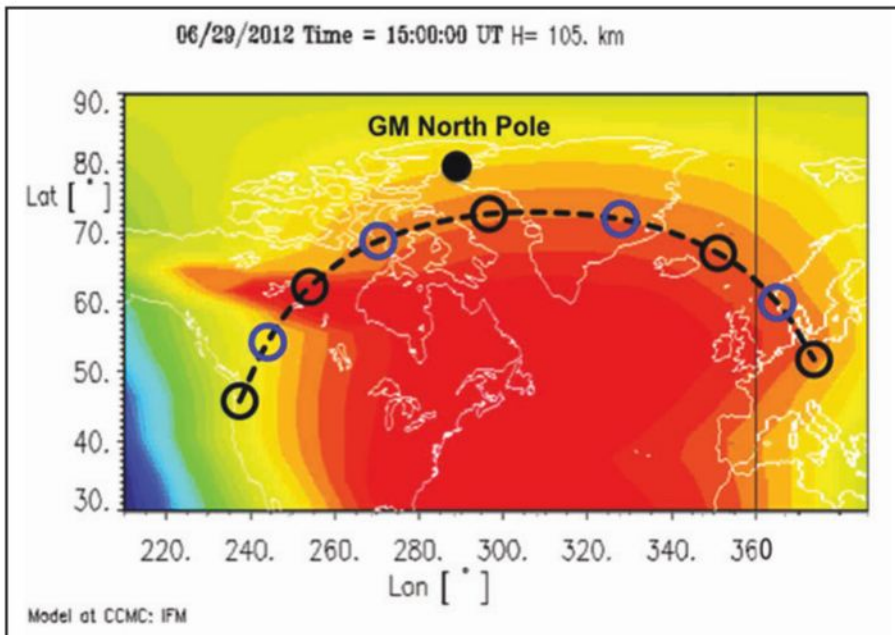 06/29/2012 Time = 15:00:00 UT H= 105. km
GM North Pole
90.
80.
Lat [ ° ]
70.
60.
50.
40.
30.
220. 240. 260. 280. 300. 320. 340. 360
Lon [ ° ]
Model at CCMC: IFM